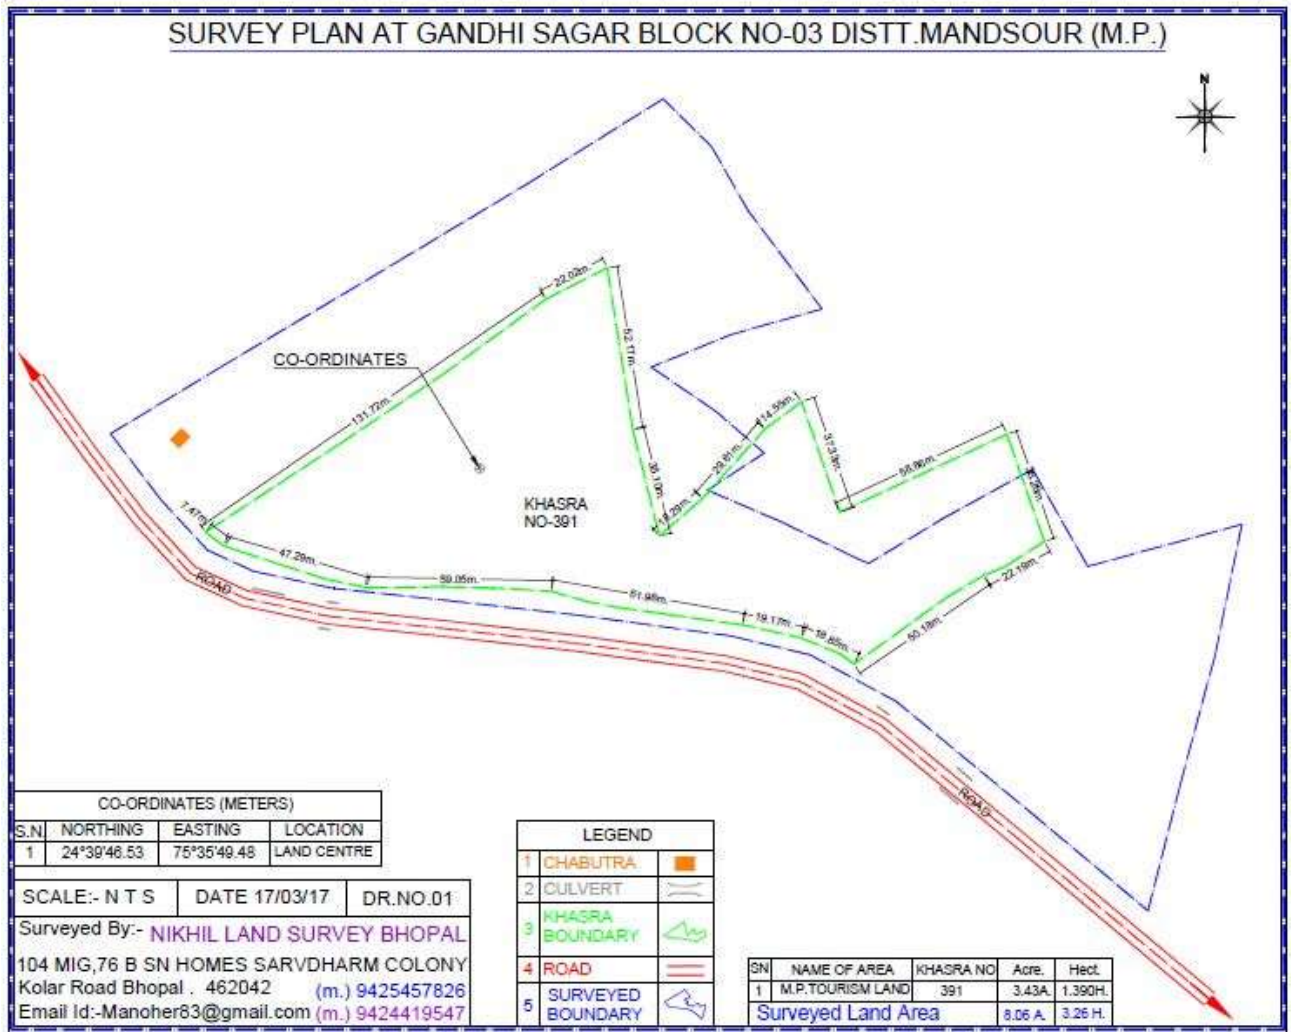 SURVEY PLAN AT GANDHI SAGAR BLOCK NO-03 DISTT.MANDSOUR (M.P.)
N
22.02m.
CO-ORDINATES
131.72m.
52.17m.
14.55m.
29.81m.
37.33m.
58.86m.
KHASRA
NO-391
35.10m.
7.47m.
47.29m.
59.05m.
61.98m.
19.17m.
18.85m.
22.19m.
50.18m.
ROAD
ROAD
CO-ORDINATES (METERS)
S.N. NORTHING EASTING LOCATION
1 24°39'46.53 75°35'49.48 LAND CENTRE
SCALE:- N T S DATE 17/03/17 DR.NO.01
Surveyed By:- NIKHIL LAND SURVEY BHOPAL
104 MIG,76 B SN HOMES SARVDHARM COLONY
Kolar Road Bhopal . 462042 (m.) 9425457826
Email Id:-Manoher83@gmail.com (m.) 9424419547
LEGEND
1 CHABUTRA
2 CULVERT
3 KHASRA
BOUNDARY
4 ROAD
5 SURVEYED
BOUNDARY
SN NAME OF AREA KHASRA NO Acre. Hect.
1 M.P.TOURISM LAND 391 3.43A. 1.390H.
Surveyed Land Area 8.06 A. 3.26 H.